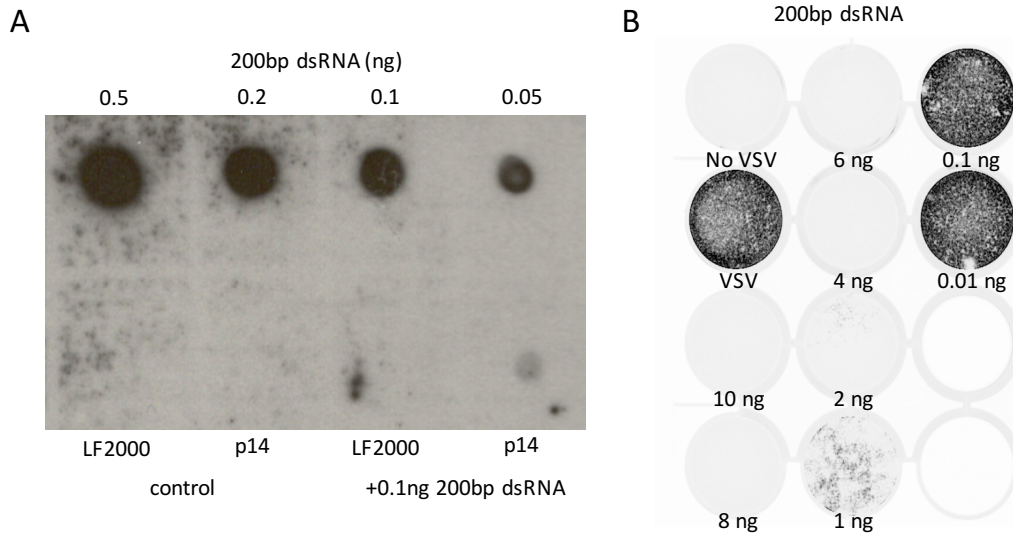 A
200bp dsRNA (ng)
0.5 0.2 0.1 0.05
LF2000 p14 LF2000 p14
control +0.1ng 200bp dsRNA
B
200bp dsRNA
No VSV 6 ng 0.1 ng
VSV 4 ng 0.01 ng
10 ng 2 ng
8 ng 1 ng